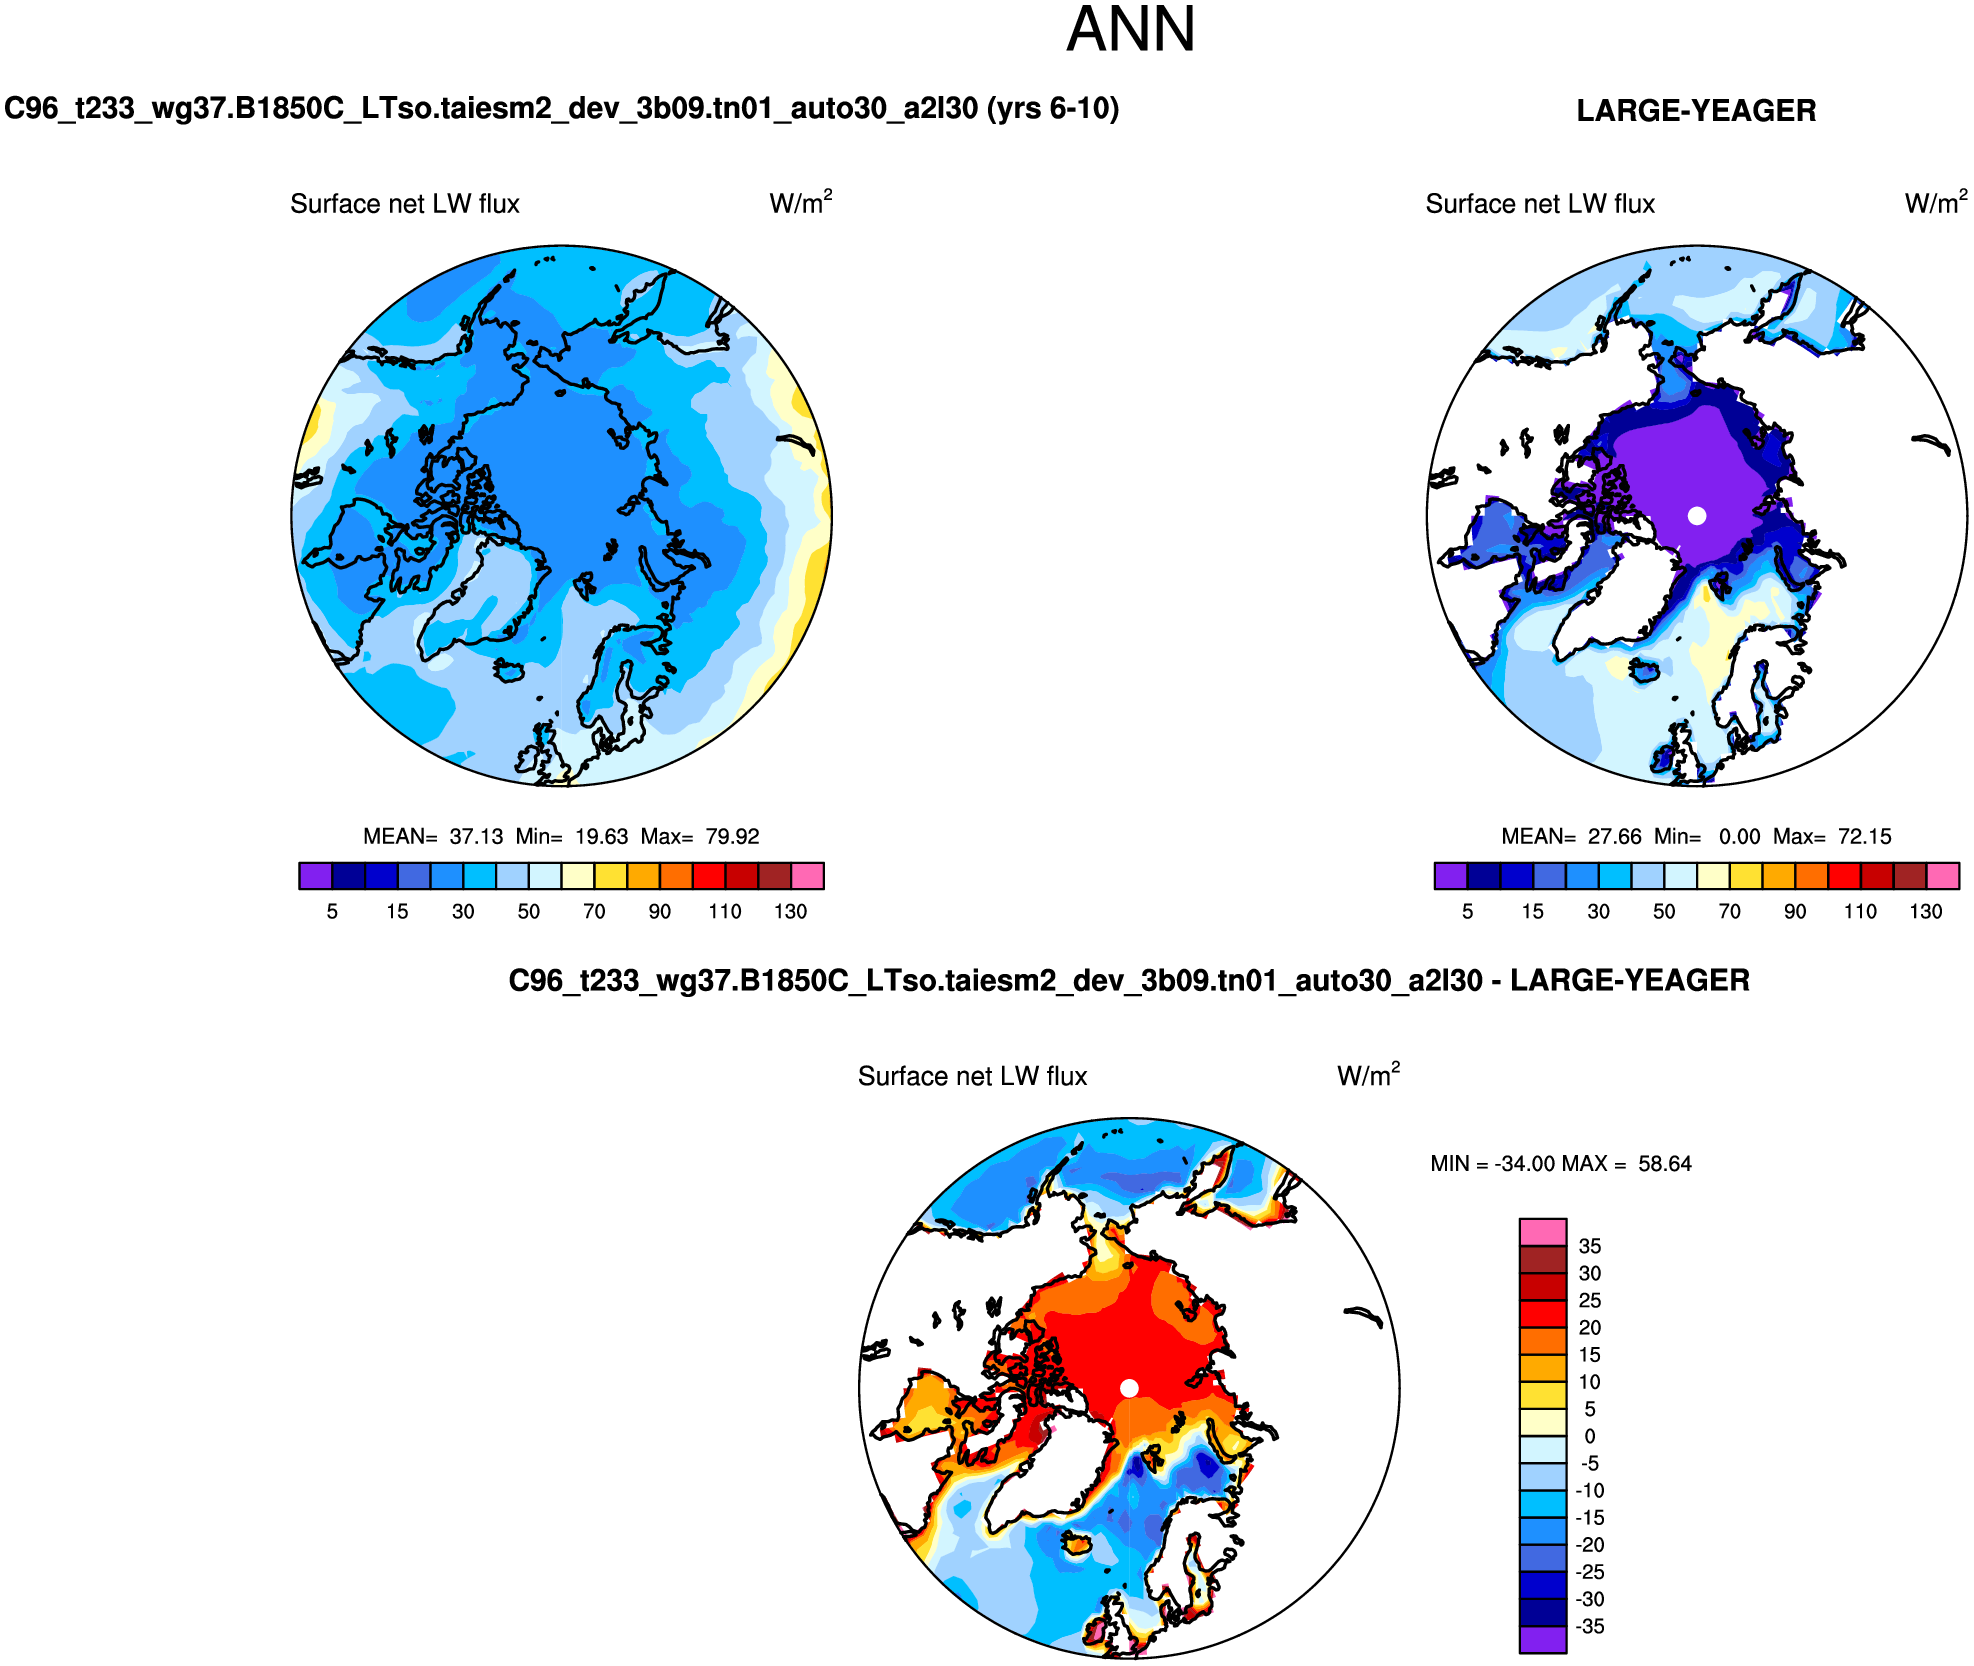 ANN
C96_t233_wg37.B1850C_LTso.taiesm2_dev_3b09.tn01_auto30_a2l30 (yrs 6-10)
LARGE-YEAGER
Surface net LW flux W/m²
Surface net LW flux W/m²
MEAN= 37.13 Min= 19.63 Max= 79.92
MEAN= 27.66 Min= 0.00 Max= 72.15
5 15 30 50 70 90 110 130
5 15 30 50 70 90 110 130
C96_t233_wg37.B1850C_LTso.taiesm2_dev_3b09.tn01_auto30_a2l30 - LARGE-YEAGER
Surface net LW flux W/m²
MIN = -34.00 MAX = 58.64
35
30
25
20
15
10
5
0
-5
-10
-15
-20
-25
-30
-35